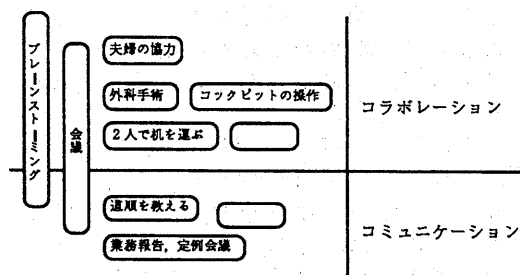 ブレーンストーミング
会議
夫婦の協力
外科手術
コックピットの操作
2人で机を運ぶ
コラボレーション
道順を教える
業務報告，定例会議
コミュニケーション